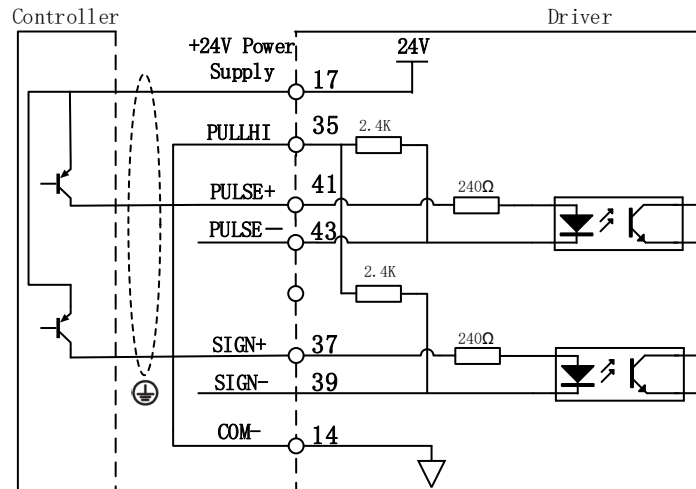 Controller
Driver
+24V Power
Supply
17
24V
PULLHI
35
2.4K
PULSE+
41
240Ω
PULSE-
43
2.4K
SIGN+
37
240Ω
SIGN-
39
COM-
14